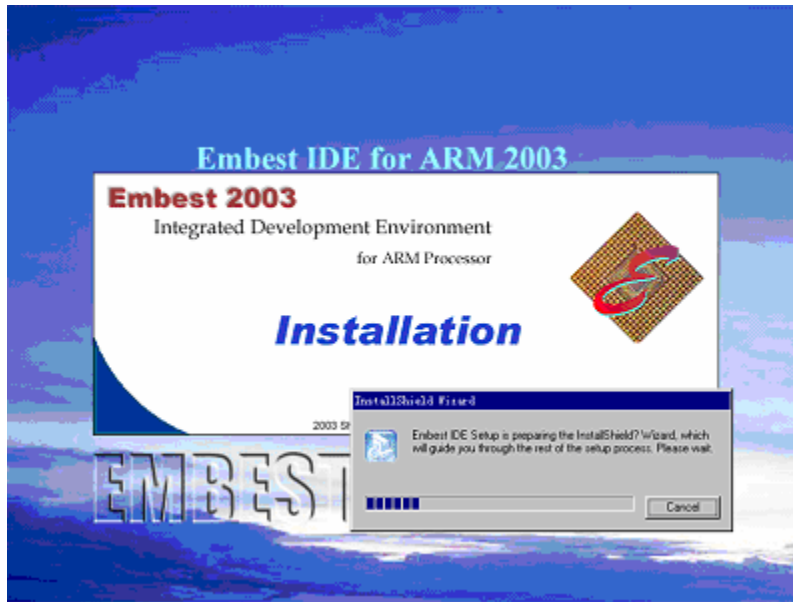 Embest IDE for ARM 2003
Embest 2003
Integrated Development Environment
for ARM Processor
Installation
2003
InstallShield Wizard
Embest IDE Setup is preparing the InstallShield? Wizard, which
will guide you through the rest of the setup process. Please wait.
Cancel
EMBEST